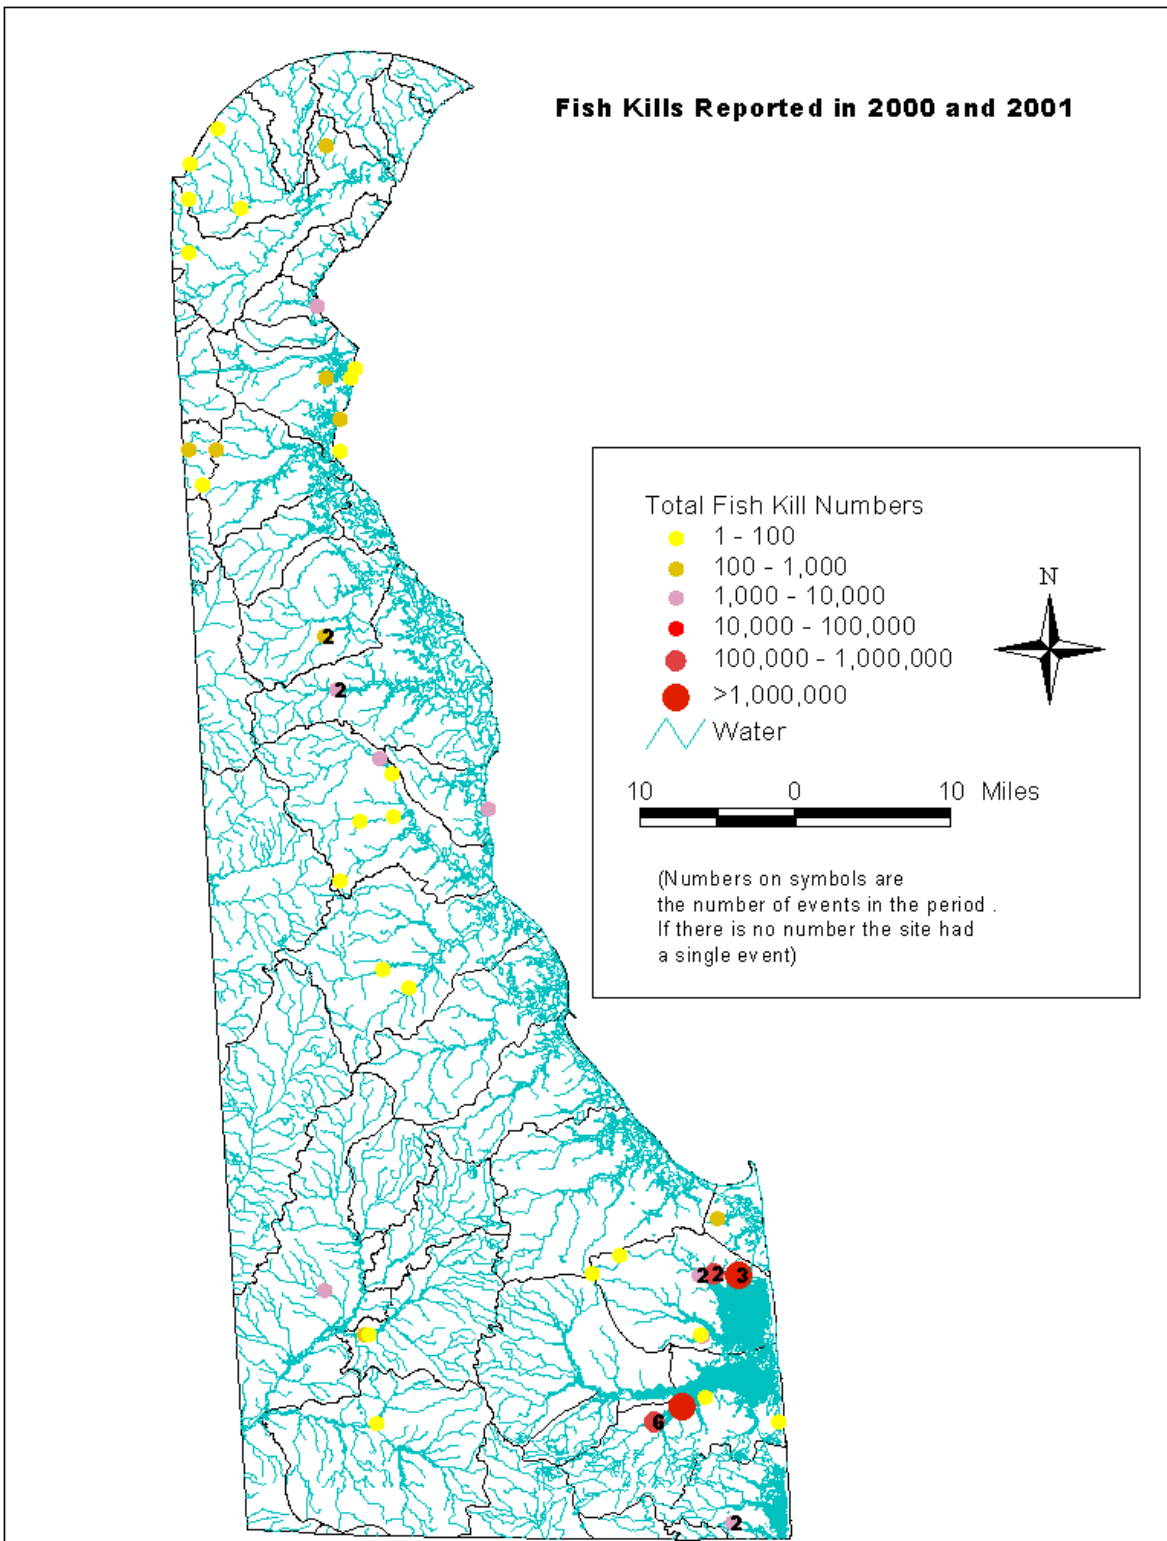 Fish Kills Reported in 2000 and 2001
Total Fish Kill Numbers
1 - 100
100 - 1,000
1,000 - 10,000
10,000 - 100,000
100,000 - 1,000,000
>1,000,000
Water
N
10 0 10 Miles
(Numbers on symbols are
the number of events in the period .
If there is no number the site had
a single event)
2
2
2 2 3
6
2